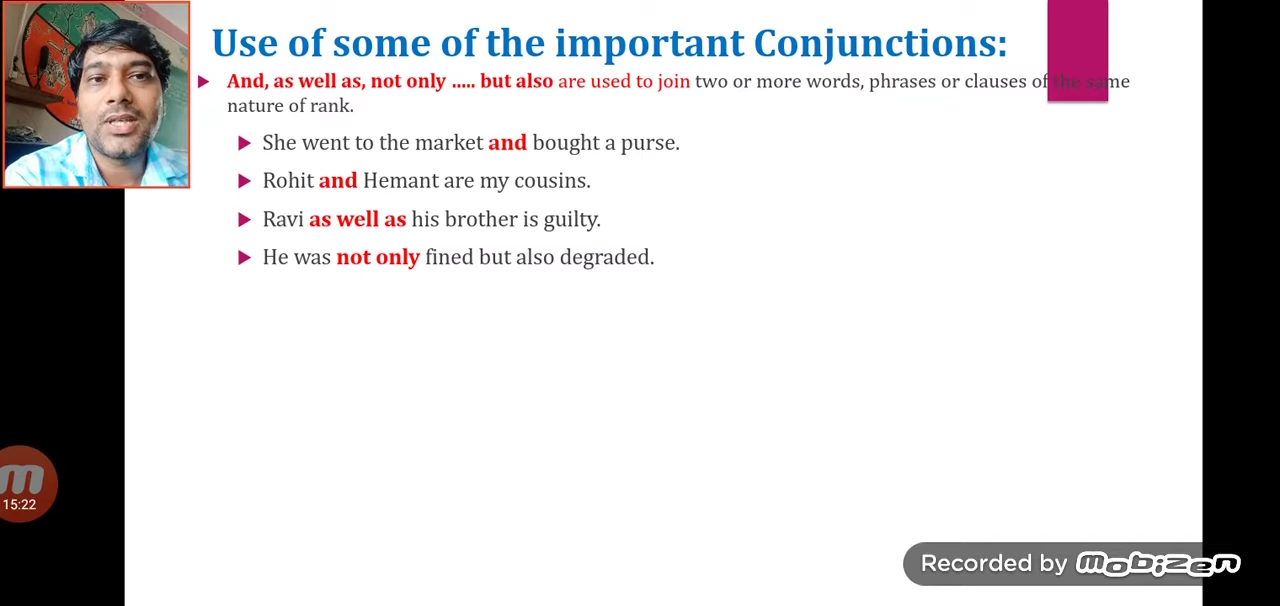 Use of some of the important Conjunctions:
And, as well as, not only ..... but also are used to join two or more words, phrases or clauses of the same
nature of rank.
She went to the market and bought a purse.
Rohit and Hemant are my cousins.
Ravi as well as his brother is guilty.
He was not only fined but also degraded.
m
15:22
Recorded by mobizen